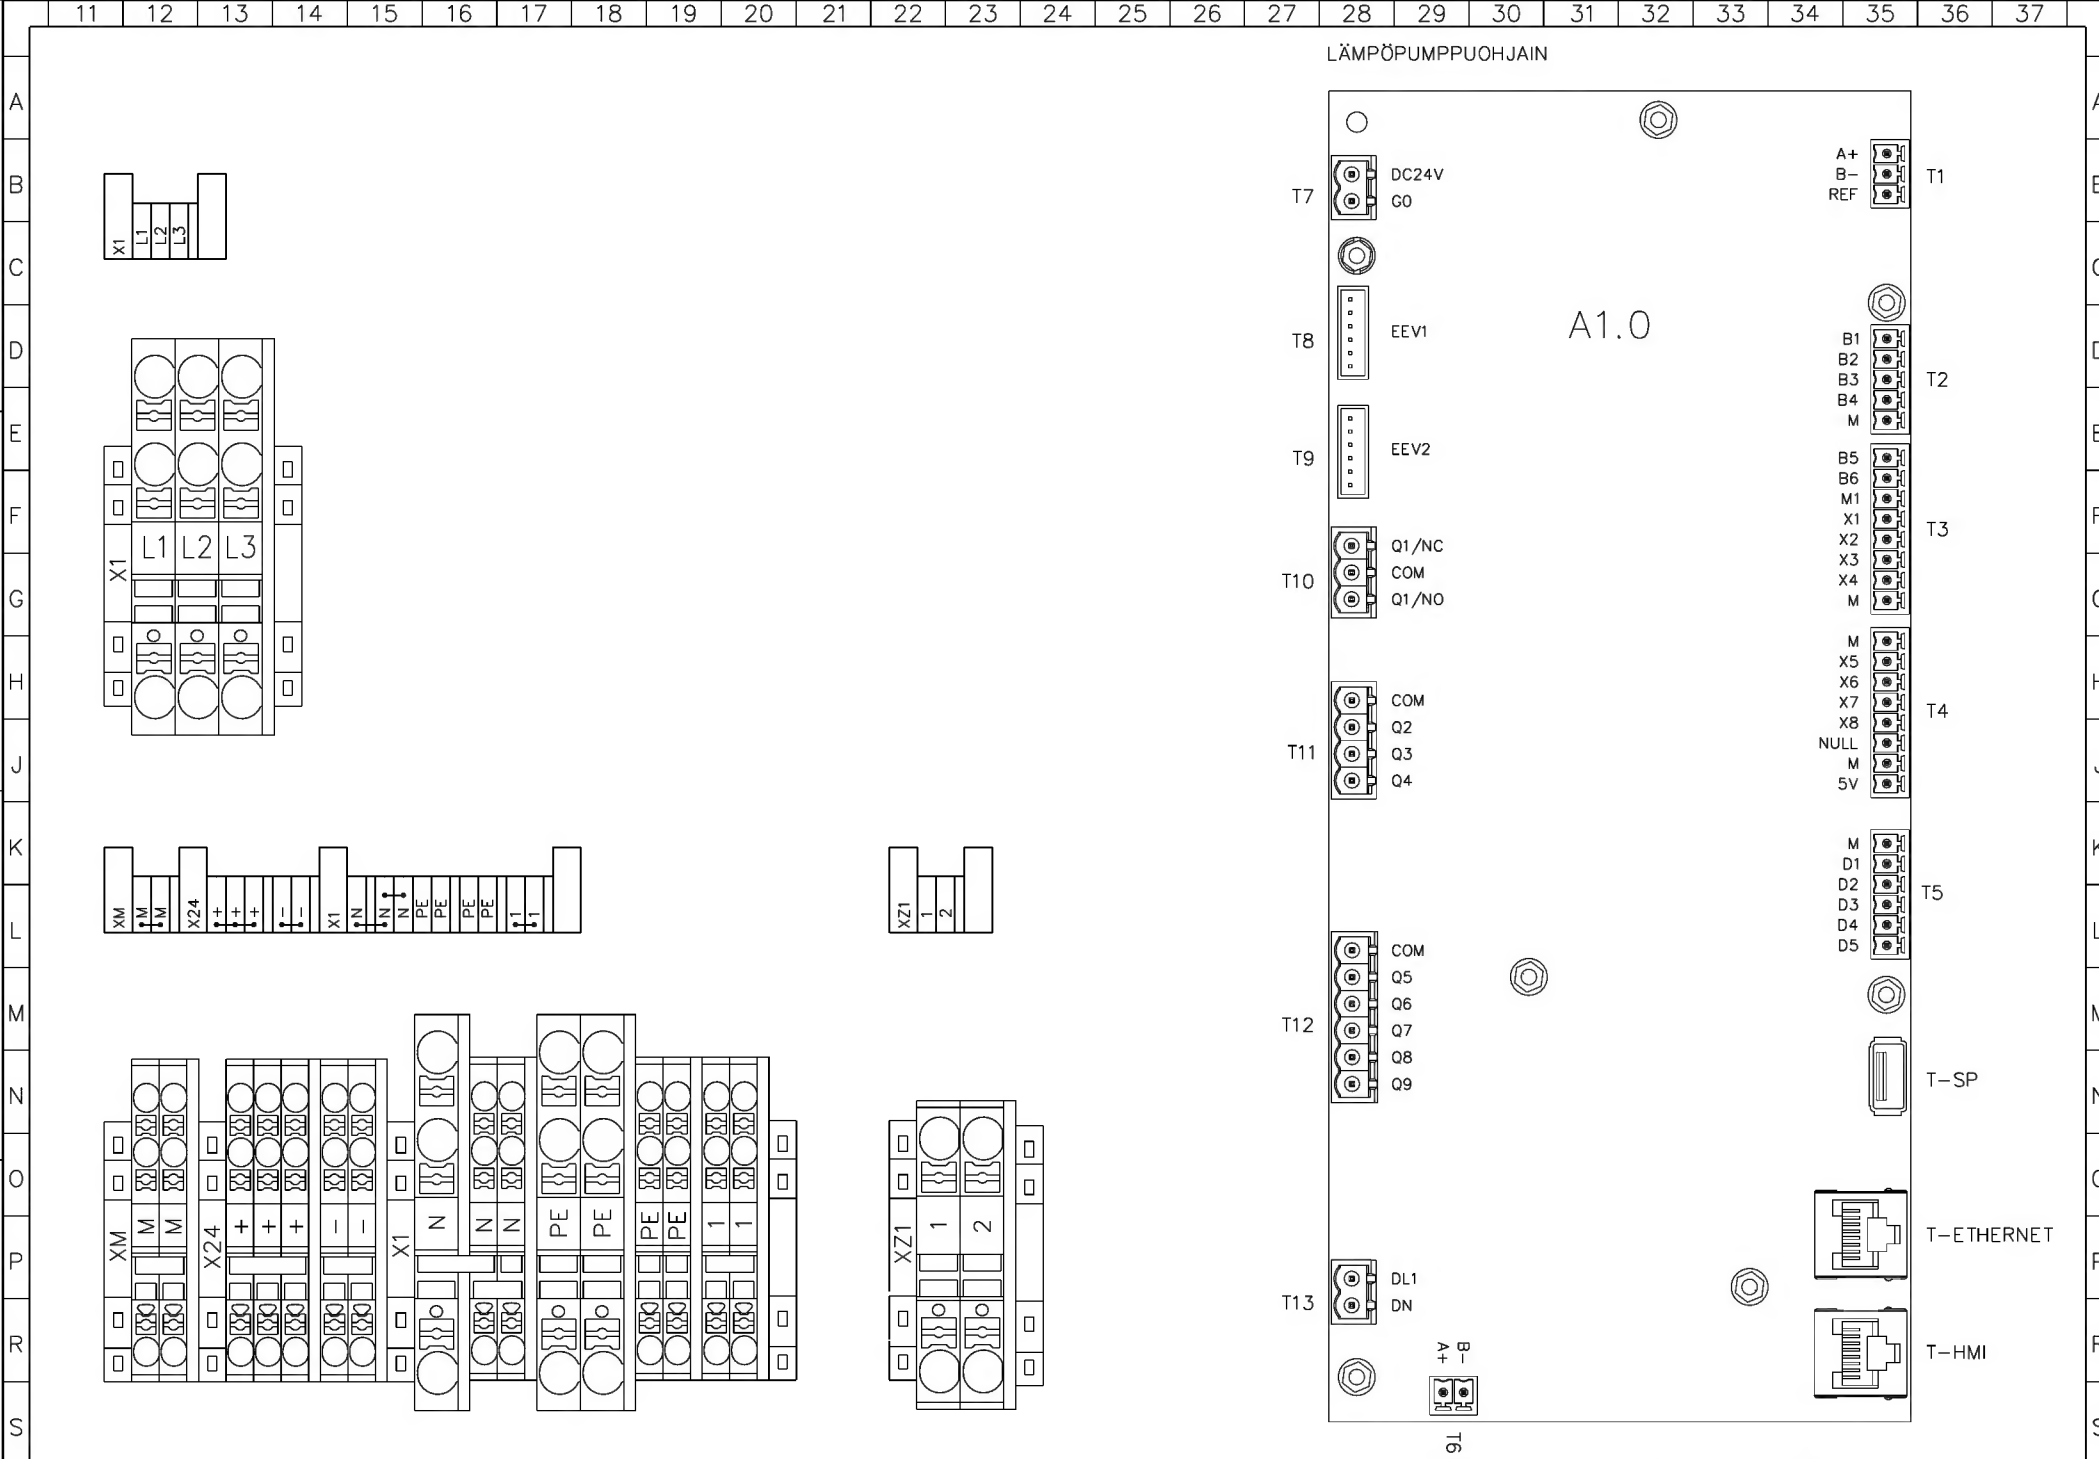 11 12 13 14 15 16 17 18 19 20 21 22 23 24 25 26 27 28 29 30 31 32 33 34 35 36 37
LÄMPÖPUMPPUOHJAIN
A
B
C
D
E
F
G
H
J
K
L
M
N
O
P
R
S
X1 L1 L2 L3
X1 L1 L2 L3
XM M M X24 + + + - - X1 N N N PE PE PE PE 1 1
XZ1 1 2
XM M M X24 + + + - - X1 N N N PE PE PE PE 1 1
XZ1 1 2
A1.0
T7
DC24V
G0
T8
EEV1
T9
EEV2
T10
Q1/NC
COM
Q1/NO
T11
COM
Q2
Q3
Q4
T12
COM
Q5
Q6
Q7
Q8
Q9
T13
DL1
DN
A+ B-
T6
A+
B-
REF
T1
B1
B2
B3
B4
M
T2
B5
B6
M1
X1
X2
X3
X4
M
T3
M
X5
X6
X7
X8
NULL
M
5V
T4
M
D1
D2
D3
D4
D5
T5
T-SP
T-ETHERNET
T-HMI